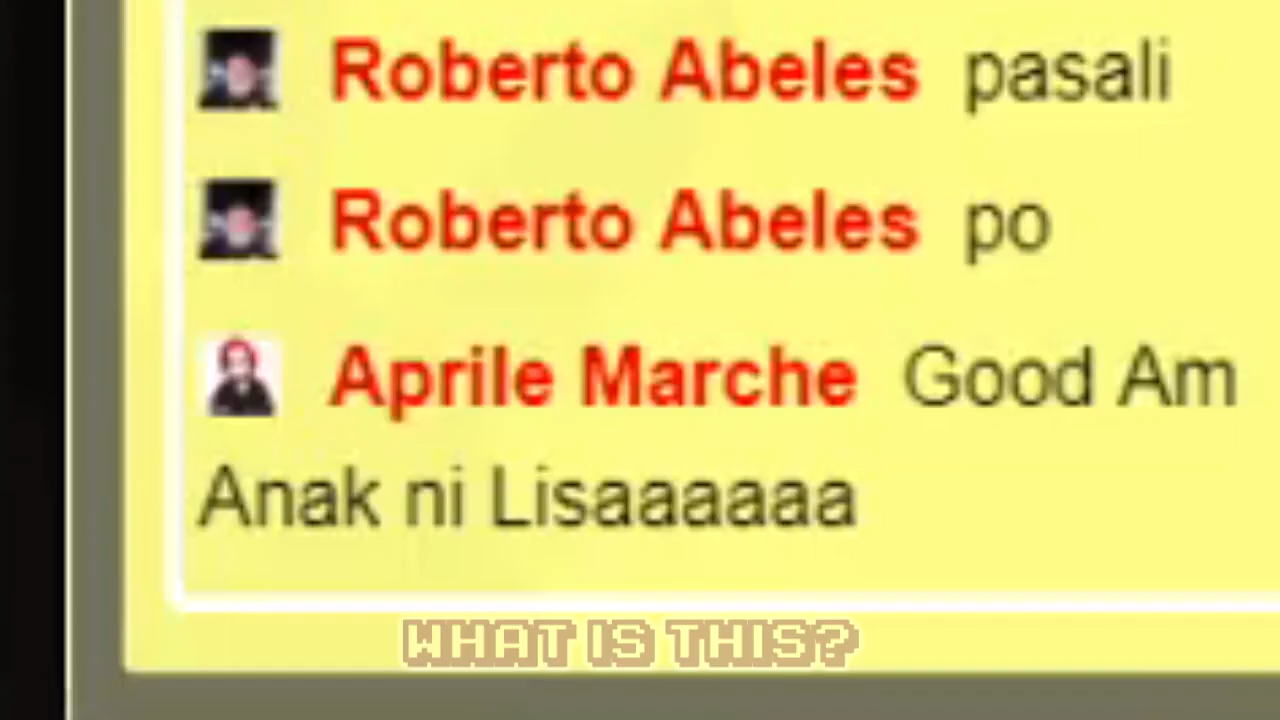 Roberto Abeles pasali
Roberto Abeles po
Aprile Marche Good Am
Anak ni Lisaaaaaa
WHAT IS THIS?